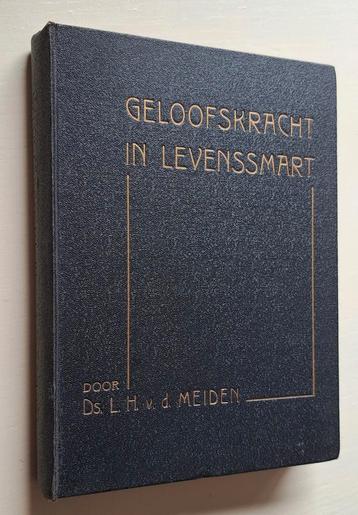 GELOOFSKRACHT
IN LEVENSSMART
DOOR
Ds. L. H. v. d. MEIDEN